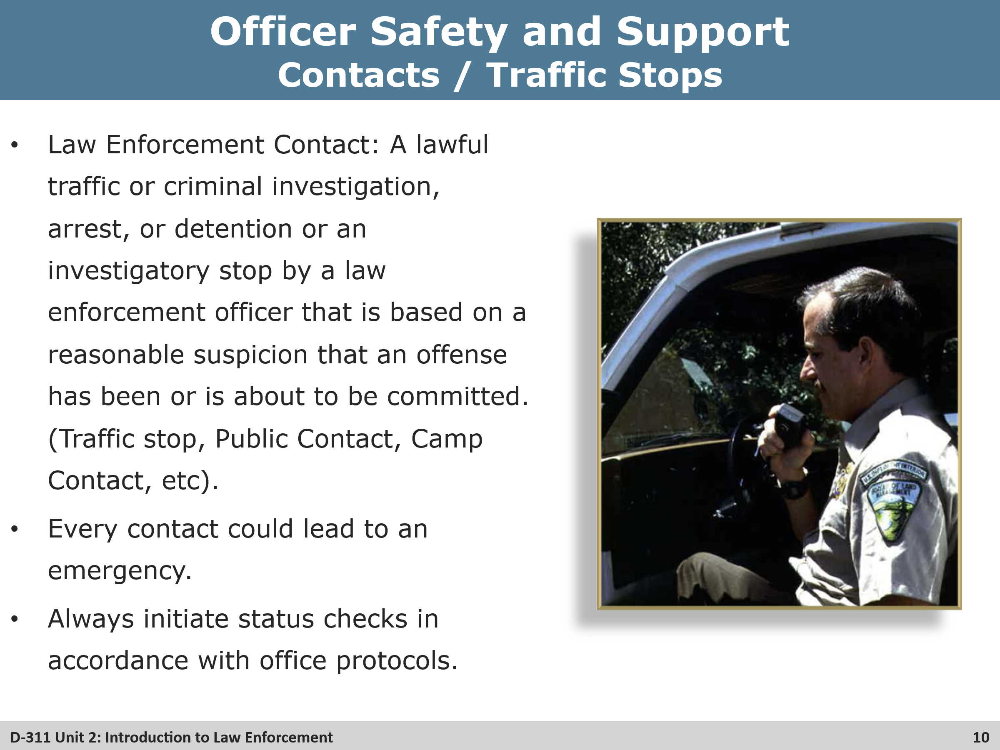 Officer Safety and Support
Contacts / Traffic Stops
• Law Enforcement Contact: A lawful
traffic or criminal investigation,
arrest, or detention or an
investigatory stop by a law
enforcement officer that is based on a
reasonable suspicion that an offense
has been or is about to be committed.
(Traffic stop, Public Contact, Camp
Contact, etc).
• Every contact could lead to an
emergency.
• Always initiate status checks in
accordance with office protocols.
U.S. DEPT. OF THE INTERIOR
BUREAU OF LAND
MANAGEMENT
D-311 Unit 2: Introduction to Law Enforcement
10